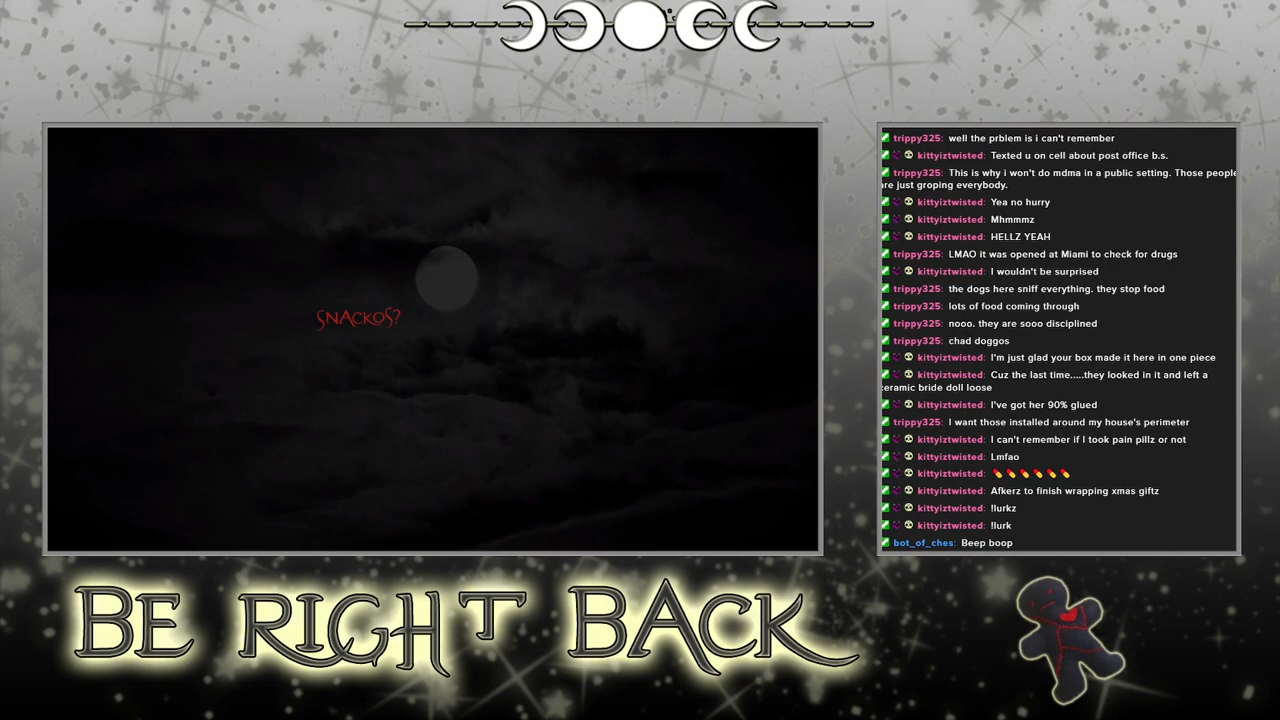 SNACKOS?
trippy325: well the prblem is i can't remember
kittyiztwisted: Texted u on cell about post office b.s.
trippy325: This is why i won't do mdma in a public setting. Those people
re just groping everybody.
kittyiztwisted: Yea no hurry
kittyiztwisted: Mhmmmz
kittyiztwisted: HELLZ YEAH
trippy325: LMAO it was opened at Miami to check for drugs
kittyiztwisted: I wouldn't be surprised
trippy325: the dogs here sniff everything. they stop food
trippy325: lots of food coming through
trippy325: nooo. they are sooo disciplined
trippy325: chad doggos
kittyiztwisted: I'm just glad your box made it here in one piece
kittyiztwisted: Cuz the last time.....they looked in it and left a
ceramic bride doll loose
kittyiztwisted: I've got her 90% glued
trippy325: I want those installed around my house's perimeter
kittyiztwisted: I can't remember if I took pain pillz or not
kittyiztwisted: Lmfao
kittyiztwisted: 💊💊💊💊💊💊
kittyiztwisted: Afkerz to finish wrapping xmas giftz
kittyiztwisted: !lurkz
kittyiztwisted: !lurk
bot_of_ches: Beep boop
BE RIGHT BACK